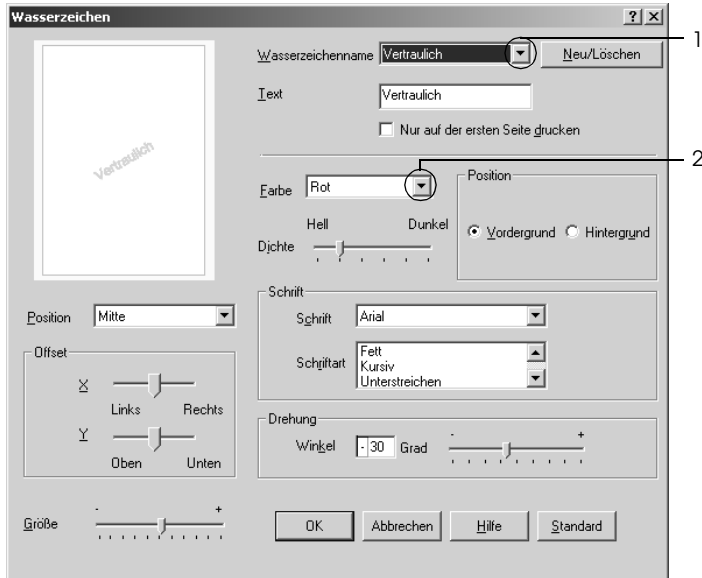 Wasserzeichen
Wasserzeichenname Vertraulich Neu/Löschen 1
Text Vertraulich
Nur auf der ersten Seite drucken
Vertraulich
2
Farbe Rot
Position
Hell Dunkel
Vordergrund Hintergrund
Dichte
Position Mitte
Schrift
Schrift Arial
Schriftart Fett
Kursiv
Unterstreichen
Offset
X
Links Rechts
Y
Oben Unten
Drehung
Winkel - 30 Grad - +
Größe - +
OK Abbrechen Hilfe Standard